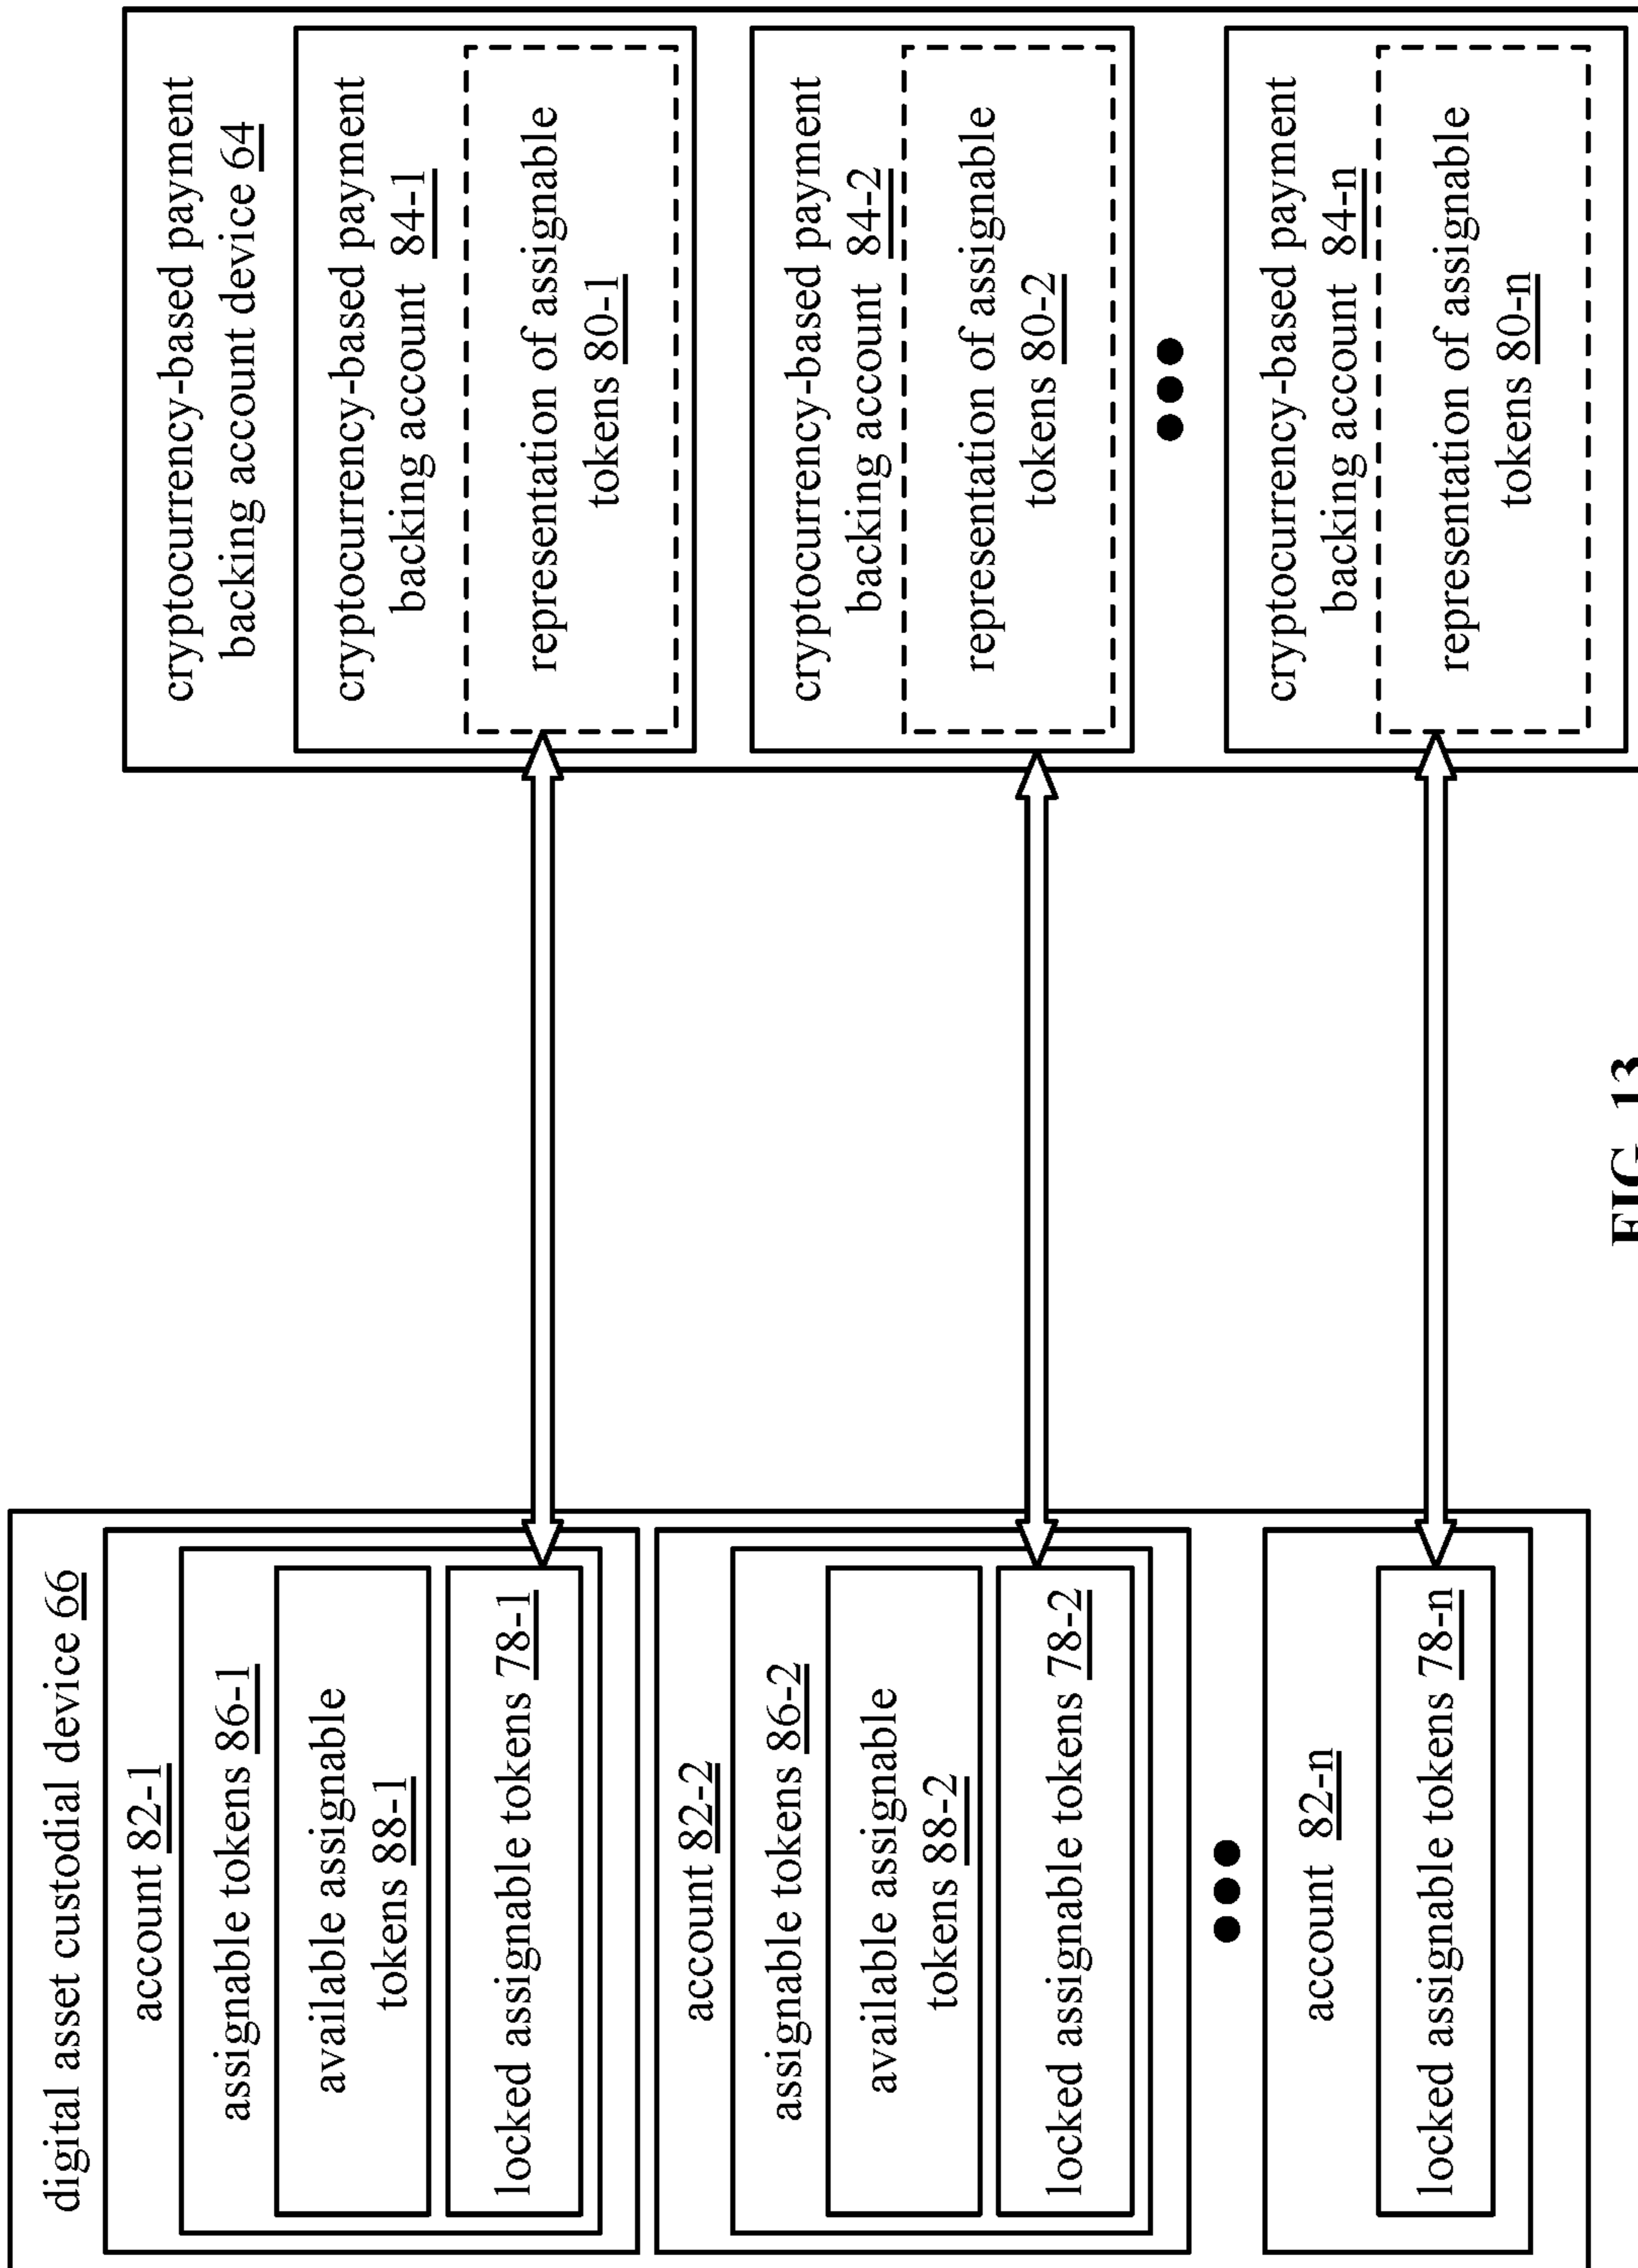 digital asset custodial device 66
account 82-1
assignable tokens 86-1
available assignable
tokens 88-1
locked assignable tokens 78-1
account 82-2
assignable tokens 86-2
available assignable
tokens 88-2
locked assignable tokens 78-2
account 82-n
locked assignable tokens 78-n
cryptocurrency-based payment
backing account device 64
cryptocurrency-based payment
backing account 84-1
representation of assignable
tokens 80-1
cryptocurrency-based payment
backing account 84-2
representation of assignable
tokens 80-2
cryptocurrency-based payment
backing account 84-n
representation of assignable
tokens 80-n
FIG. 13